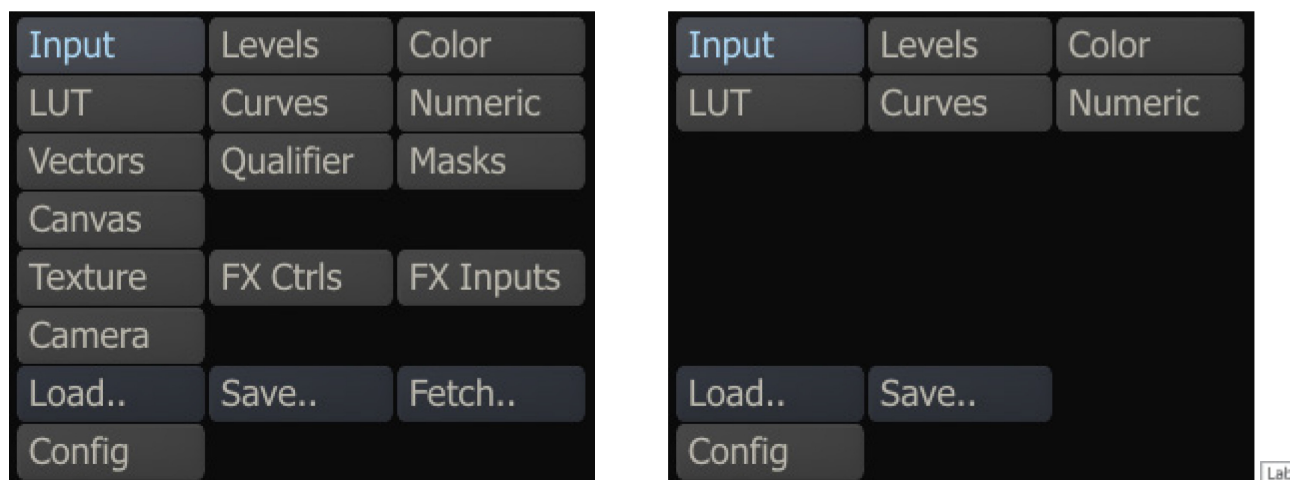 Input Levels Color
LUT Curves Numeric
Vectors Qualifier Masks
Canvas
Texture FX Ctrls FX Inputs
Camera
Load.. Save.. Fetch..
Config
Input Levels Color
LUT Curves Numeric
Load.. Save..
Config
Lab